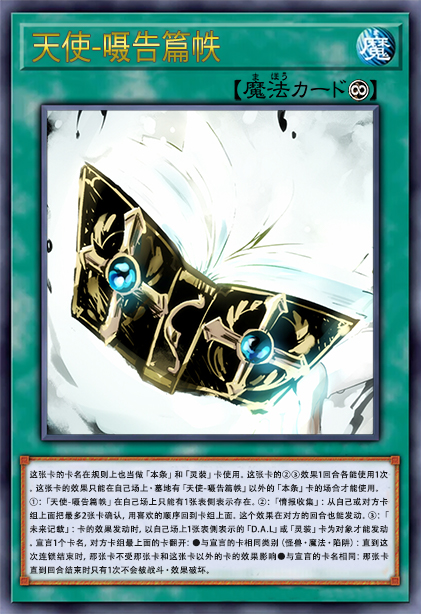 天使-嗫告篇帙
魔
【魔法カード】
まほう
这张卡的卡名在规则上也当做「本条」和「灵装」卡使用。这张卡的②③效果1回合各能使用1次
。这张卡的效果只能在自己场上·墓地有「天使-嗫告篇帙」以外的「本条」卡的场合才能使用。
①：「天使-嗫告篇帙」在自己场上只能有1张表侧表示存在。②：「情报收集」：从自己或对方卡
组上面把最多2张卡确认，用喜欢的顺序回到卡组上面。这个效果在对方的回合也能发动。③：「
未来记载」：卡的效果发动时，以自己场上1张表侧表示的「D.A.L」或「灵装」卡为对象才能发动
。宣言1个卡名，对方卡组最上面的卡翻开：●与宣言的卡相同类别（怪兽·魔法·陷阱）：直到这
次连锁结束时，那张卡不受那张卡和这张卡以外的卡的效果影响●与宣言的卡名相同：那张卡
直到回合结束时只有1次不会被战斗·效果破坏。